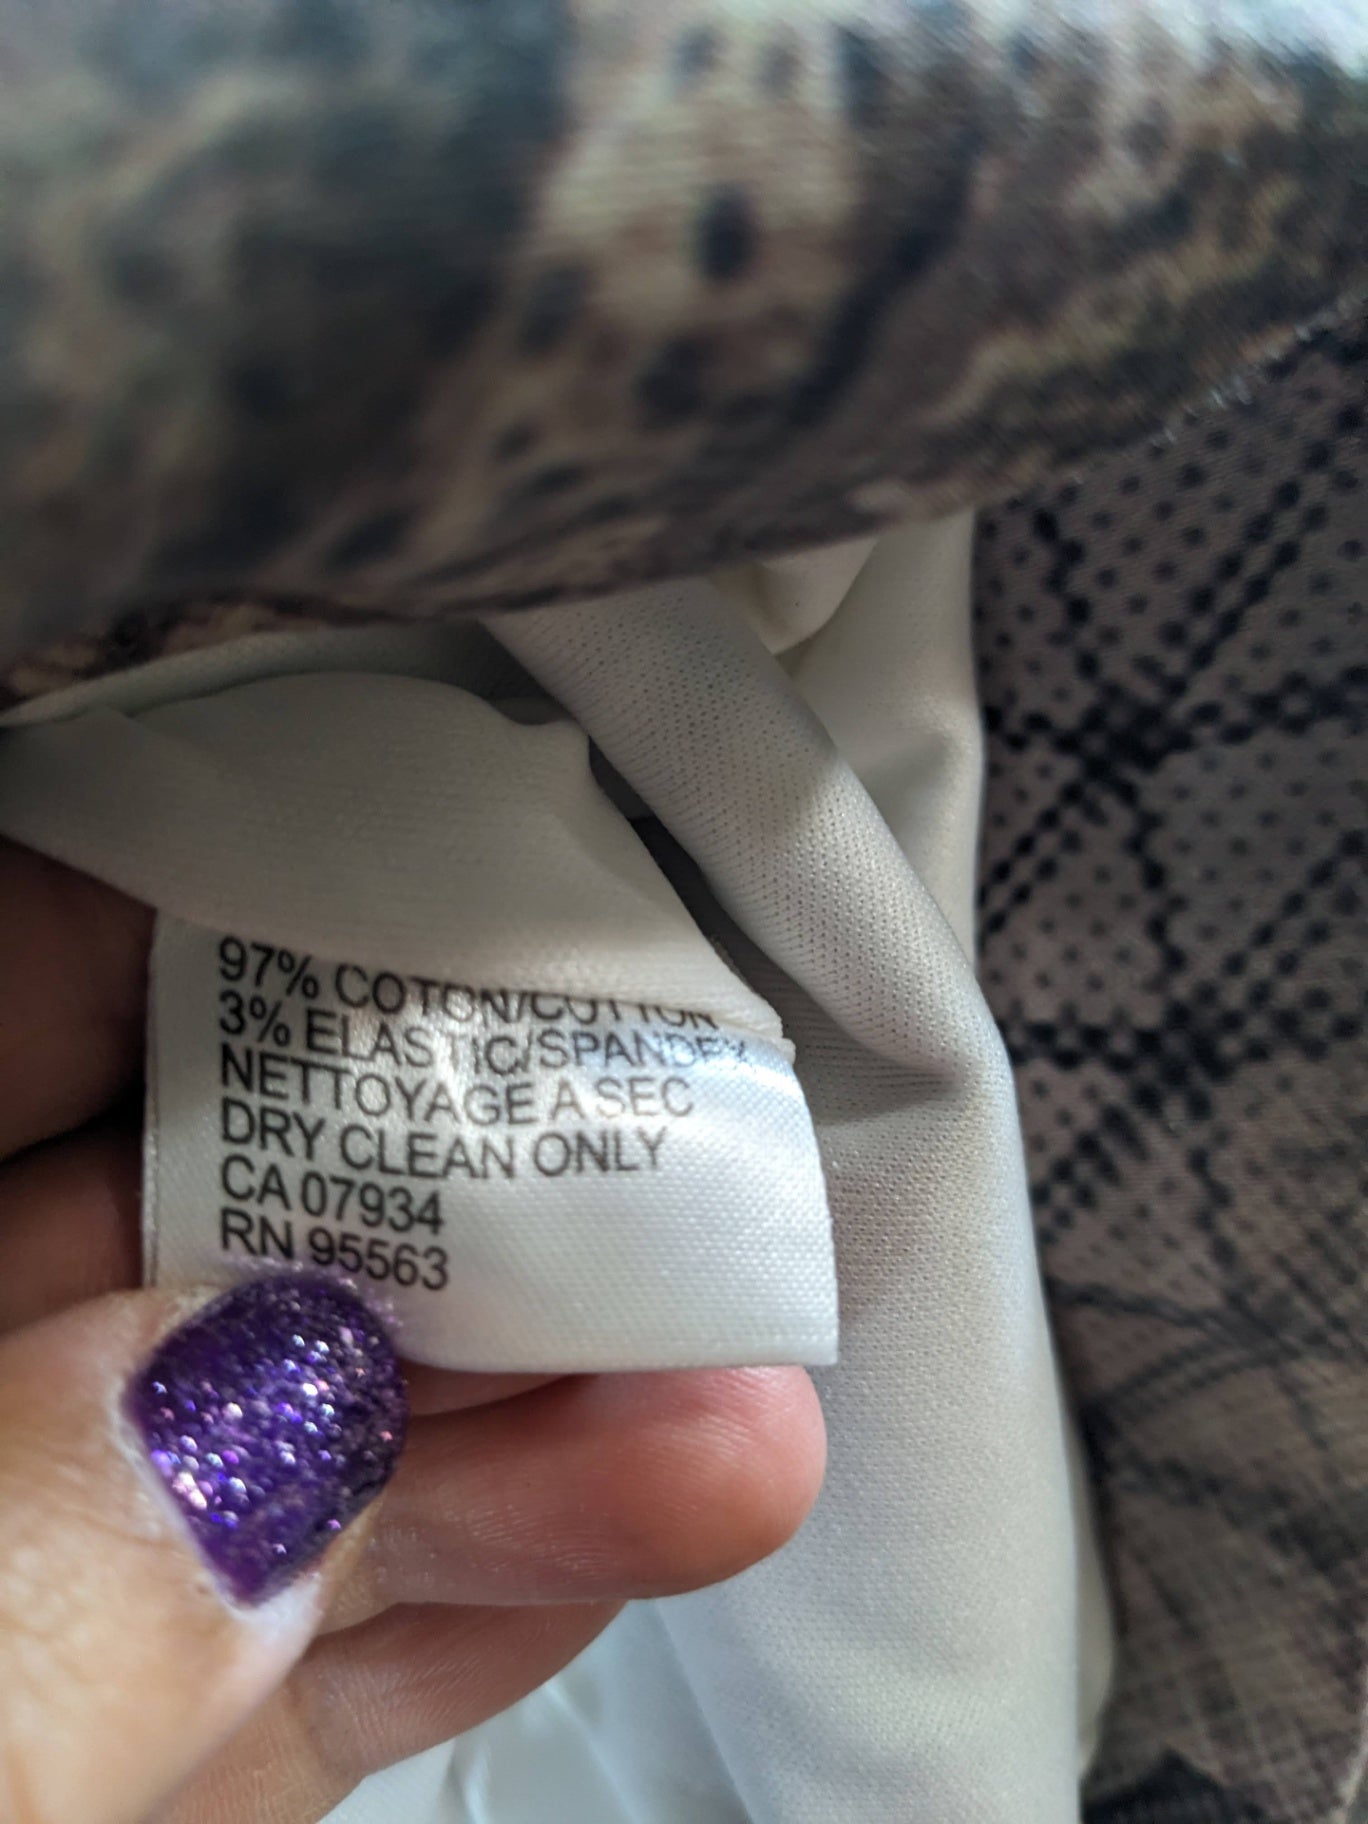 97% COTON/COTTON
3% ELASTIC/SPANDEX
NETTOYAGE A SEC
DRY CLEAN ONLY
CA 07934
RN 95563